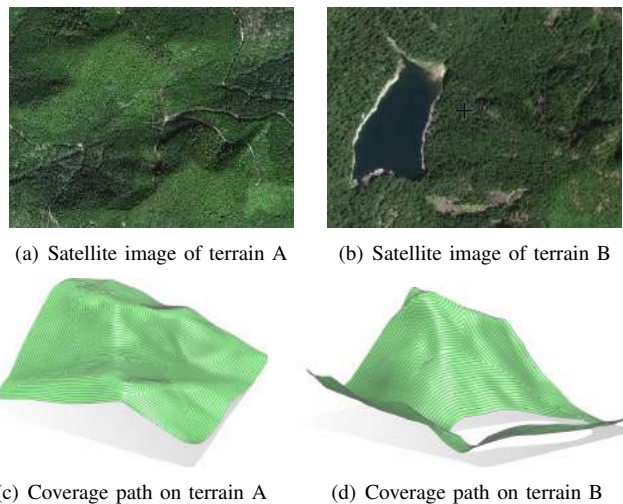 (a) Satellite image of terrain A
(b) Satellite image of terrain B
(c) Coverage path on terrain A
(d) Coverage path on terrain B